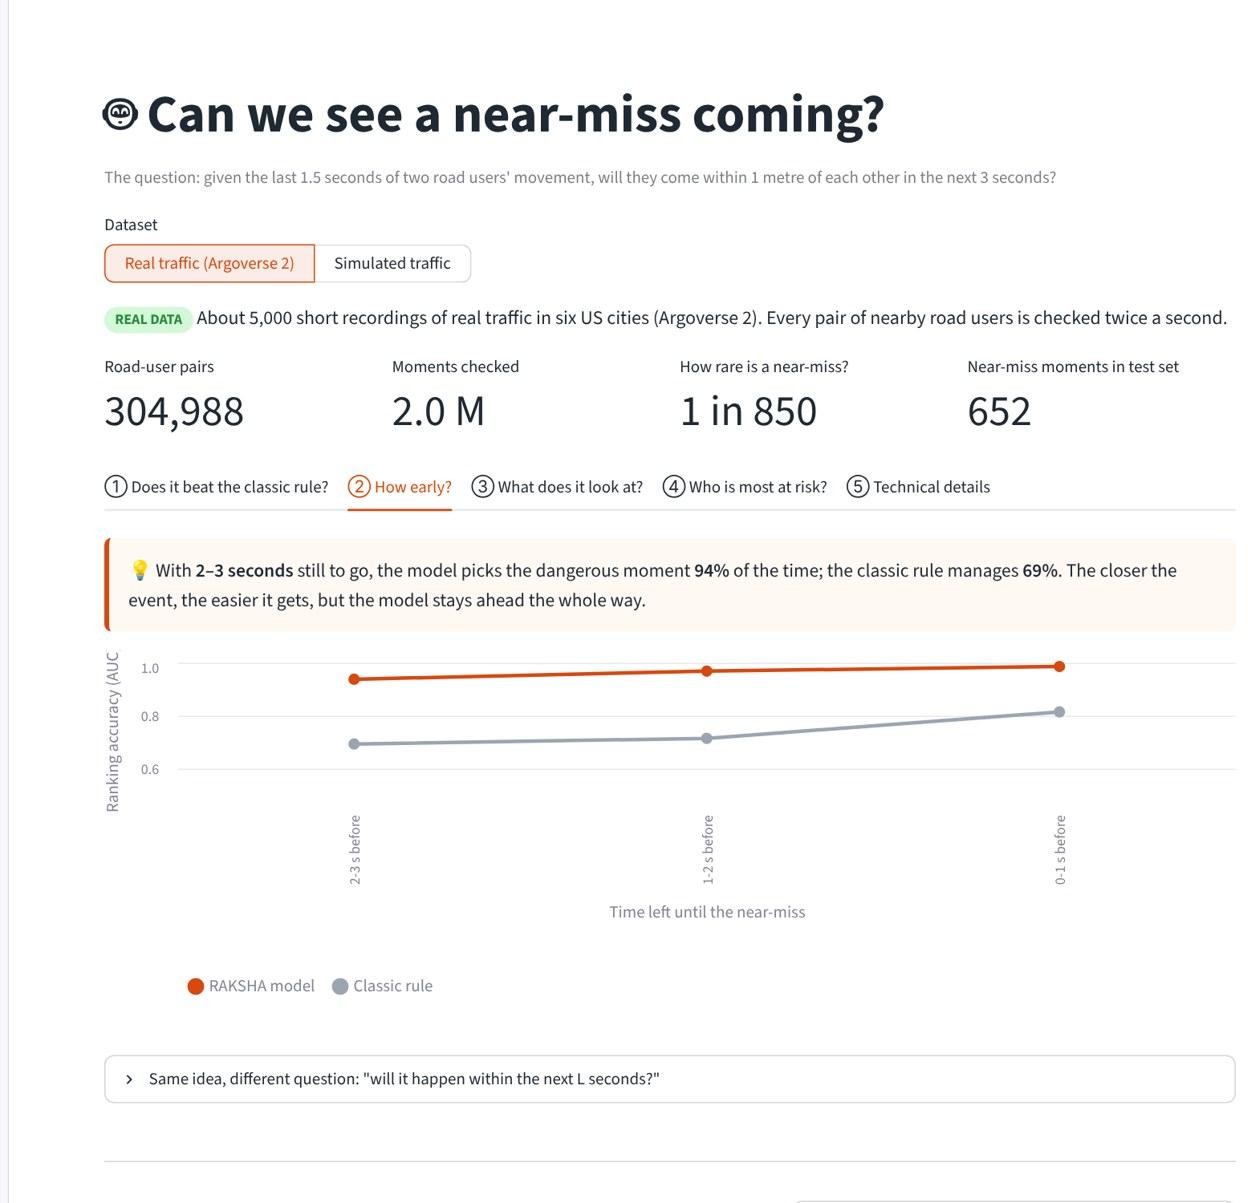 Can we see a near-miss coming?
The question: given the last 1.5 seconds of two road users' movement, will they come within 1 metre of each other in the next 3 seconds?
Dataset
Real traffic (Argoverse 2) Simulated traffic
REAL DATA About 5,000 short recordings of real traffic in six US cities (Argoverse 2). Every pair of nearby road users is checked twice a second.
Road-user pairs Moments checked How rare is a near-miss? Near-miss moments in test set
304,988 2.0 M 1 in 850 652
① Does it beat the classic rule? ② How early? ③ What does it look at? ④ Who is most at risk? ⑤ Technical details
💡 With 2–3 seconds still to go, the model picks the dangerous moment 94% of the time; the classic rule manages 69%. The closer the
event, the easier it gets, but the model stays ahead the whole way.
Ranking accuracy (AUC
1.0
0.8
0.6
2-3 s before 1-2 s before 0-1 s before
Time left until the near-miss
RAKSHA model Classic rule
Same idea, different question: "will it happen within the next L seconds?"